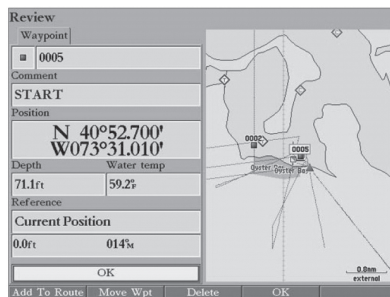 Review
Waypoint
0005
Comment
START
Position
N 40°52.700'
W073°31.010'
Depth Water temp
71.1ft 59.2°F
Reference
Current Position
0.0ft 014°M
OK
0002
0005
Oyster Bay
0.8nm
external
Add To Route Move Wpt Delete OK